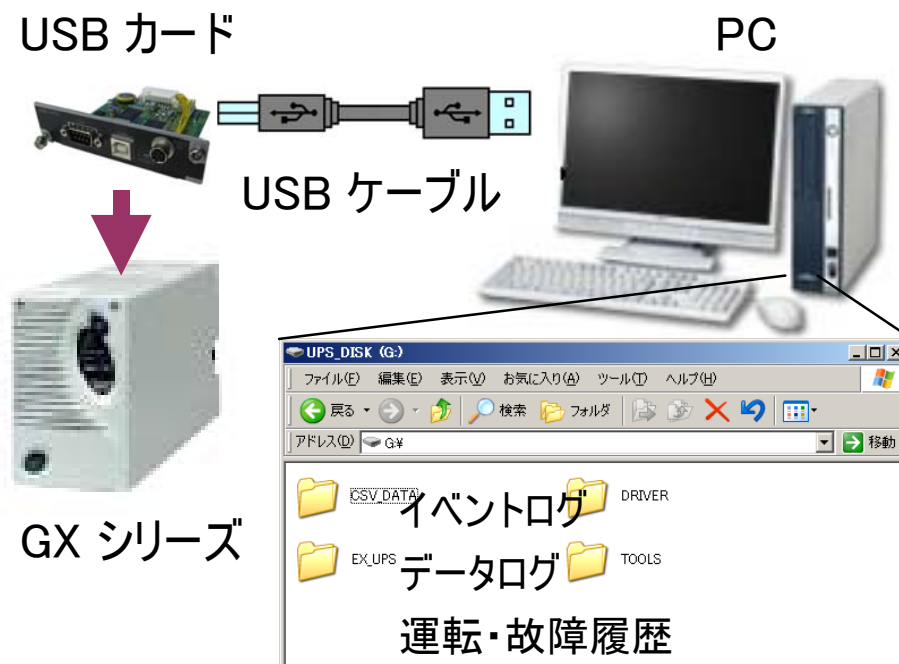 USB カード
PC
USB ケーブル
GX シリーズ
UPS_DISK (G:)
ファイル(F) 編集(E) 表示(V) お気に入り(A) ツール(T) ヘルプ(H)
戻る 検索 フォルダ
アドレス(D) G:¥ 移動
CSV_DATA DRIVER
イベントログ
EX_UPS TOOLS
データログ
運転・故障履歴